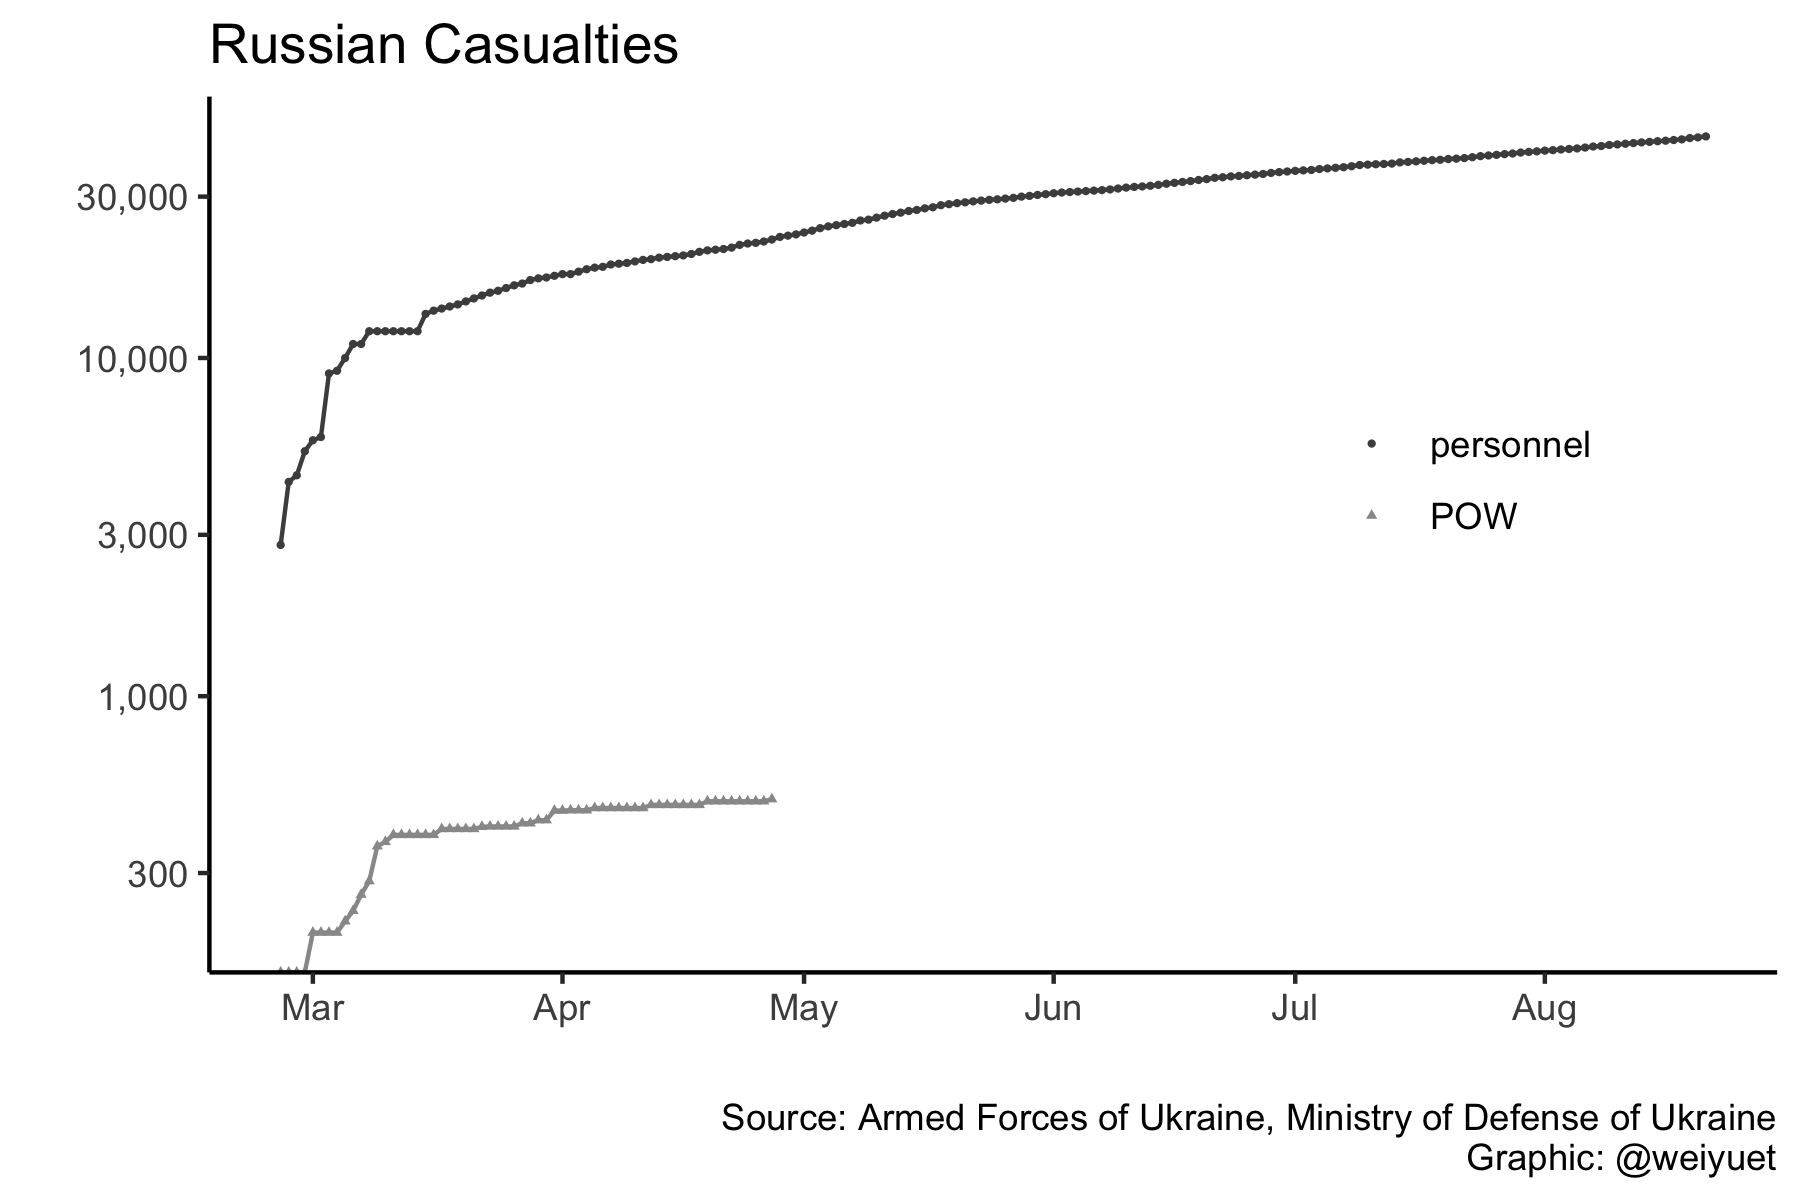 Russian Casualties
30,000
10,000
3,000
1,000
300
personnel
POW
Mar Apr May Jun Jul Aug
Source: Armed Forces of Ukraine, Ministry of Defense of Ukraine
Graphic: @weiyuet